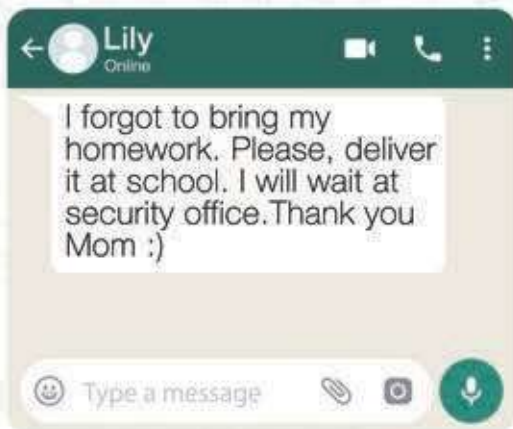 Lily
Online
I forgot to bring my
homework. Please, deliver
it at school. I will wait at
security office.Thank you
Mom :)
Type a message